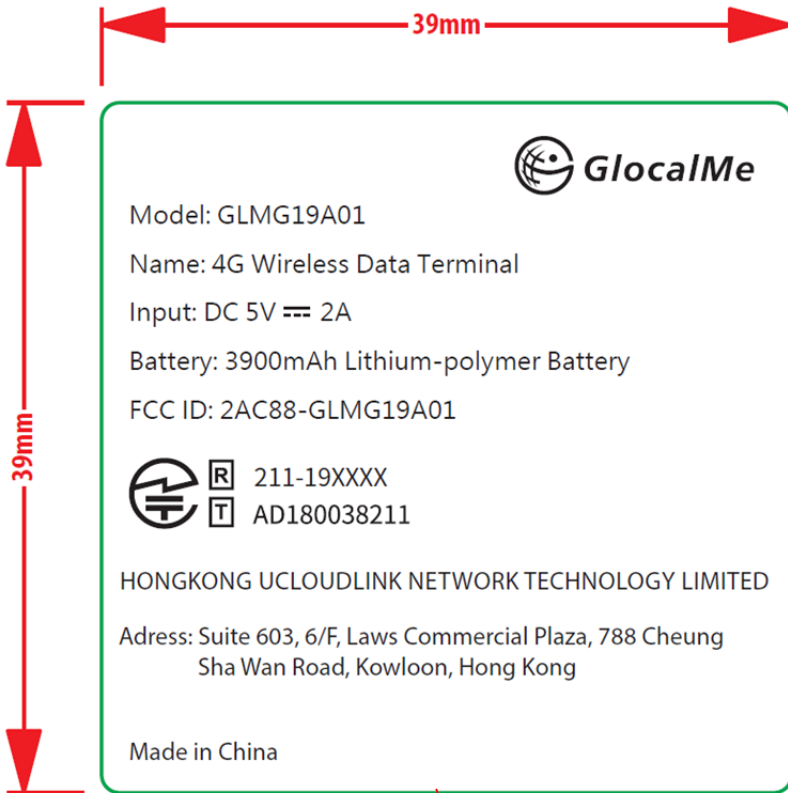 39mm
GlocalMe
Model: GLMG19A01
Name: 4G Wireless Data Terminal
Input: DC 5V ⎓ 2A
Battery: 3900mAh Lithium-polymer Battery
FCC ID: 2AC88-GLMG19A01
39mm
R 211-19XXXX
T AD180038211
HONGKONG UCLOUDLINK NETWORK TECHNOLOGY LIMITED
Adress: Suite 603, 6/F, Laws Commercial Plaza, 788 Cheung
Sha Wan Road, Kowloon, Hong Kong
Made in China